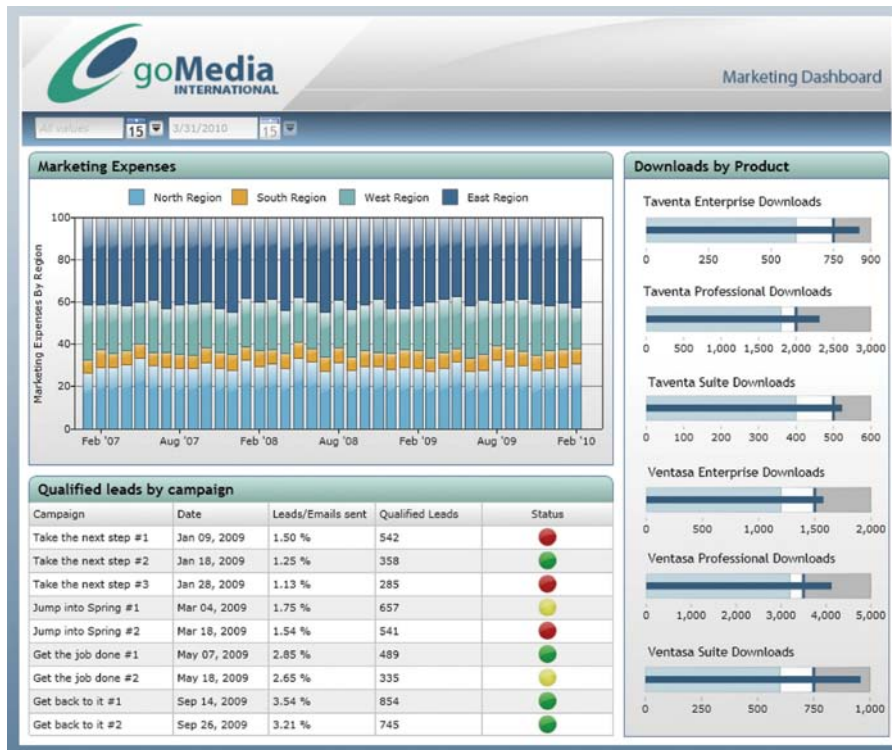 goMedia
INTERNATIONAL
Marketing Dashboard
All values 15 3/31/2010 15
Marketing Expenses
North Region South Region West Region East Region
Marketing Expenses By Region
100
80
60
40
20
0
Feb '07 Aug '07 Feb '08 Aug '08 Feb '09 Aug '09 Feb '10
Qualified leads by campaign
Campaign Date Leads/Emails sent Qualified Leads Status
Take the next step #1 Jan 09, 2009 1.50 % 542
Take the next step #2 Jan 18, 2009 1.25 % 358
Take the next step #3 Jan 28, 2009 1.13 % 285
Jump into Spring #1 Mar 04, 2009 1.75 % 657
Jump into Spring #2 Mar 18, 2009 1.54 % 541
Get the job done #1 May 07, 2009 2.85 % 489
Get the job done #2 May 18, 2009 2.65 % 335
Get back to it #1 Sep 14, 2009 3.54 % 854
Get back to it #2 Sep 26, 2009 3.21 % 745
Downloads by Product
Taventa Enterprise Downloads
0 250 500 750 900
Taventa Professional Downloads
0 500 1,000 1,500 2,000 2,500 3,000
Taventa Suite Downloads
0 100 200 300 400 500 600
Ventasa Enterprise Downloads
0 500 1,000 1,500 2,000
Ventasa Professional Downloads
0 1,000 2,000 3,000 4,000 5,000
Ventasa Suite Downloads
0 250 500 750 1,000